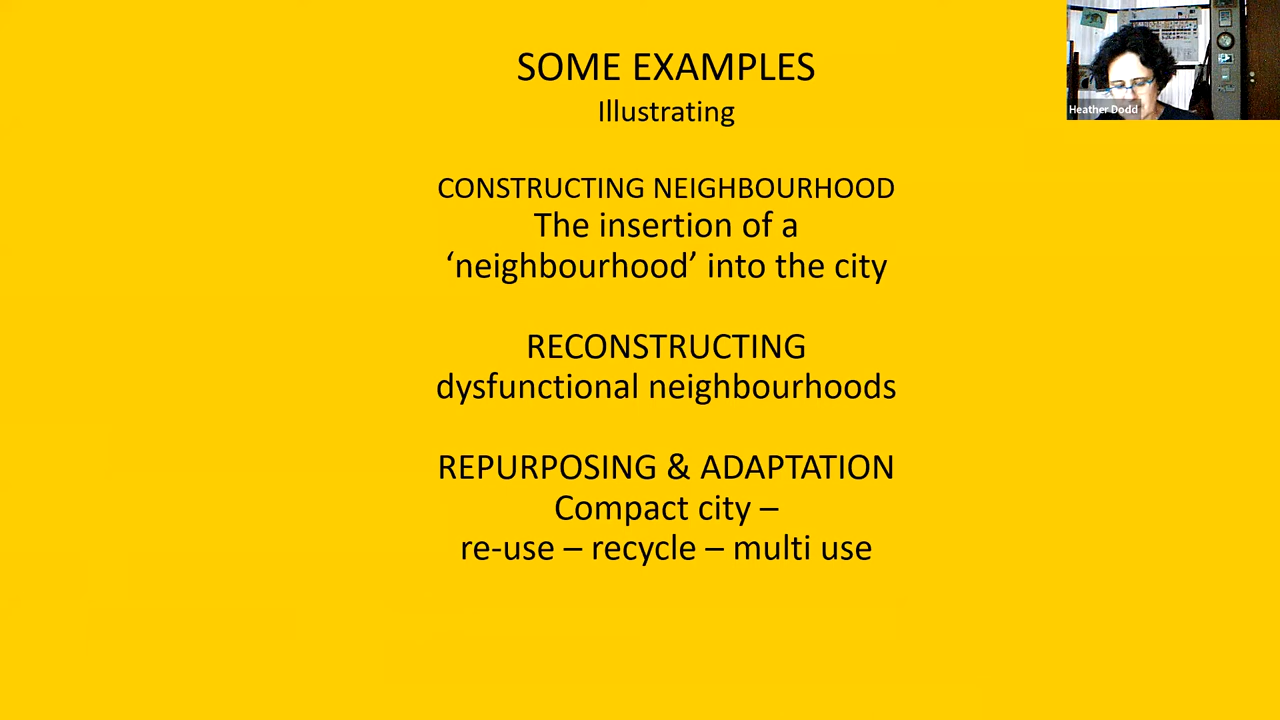 SOME EXAMPLES
Illustrating
CONSTRUCTING NEIGHBOURHOOD
The insertion of a
‘neighbourhood’ into the city
RECONSTRUCTING
dysfunctional neighbourhoods
REPURPOSING & ADAPTATION
Compact city –
re-use – recycle – multi use
Heather Dodd